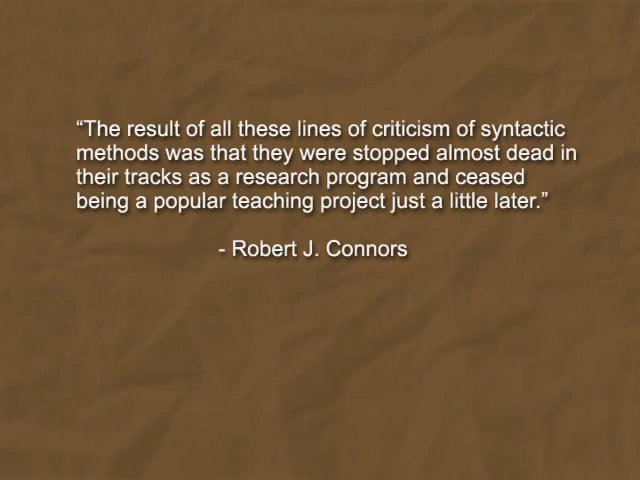 “The result of all these lines of criticism of syntactic
methods was that they were stopped almost dead in
their tracks as a research program and ceased
being a popular teaching project just a little later.”
- Robert J. Connors